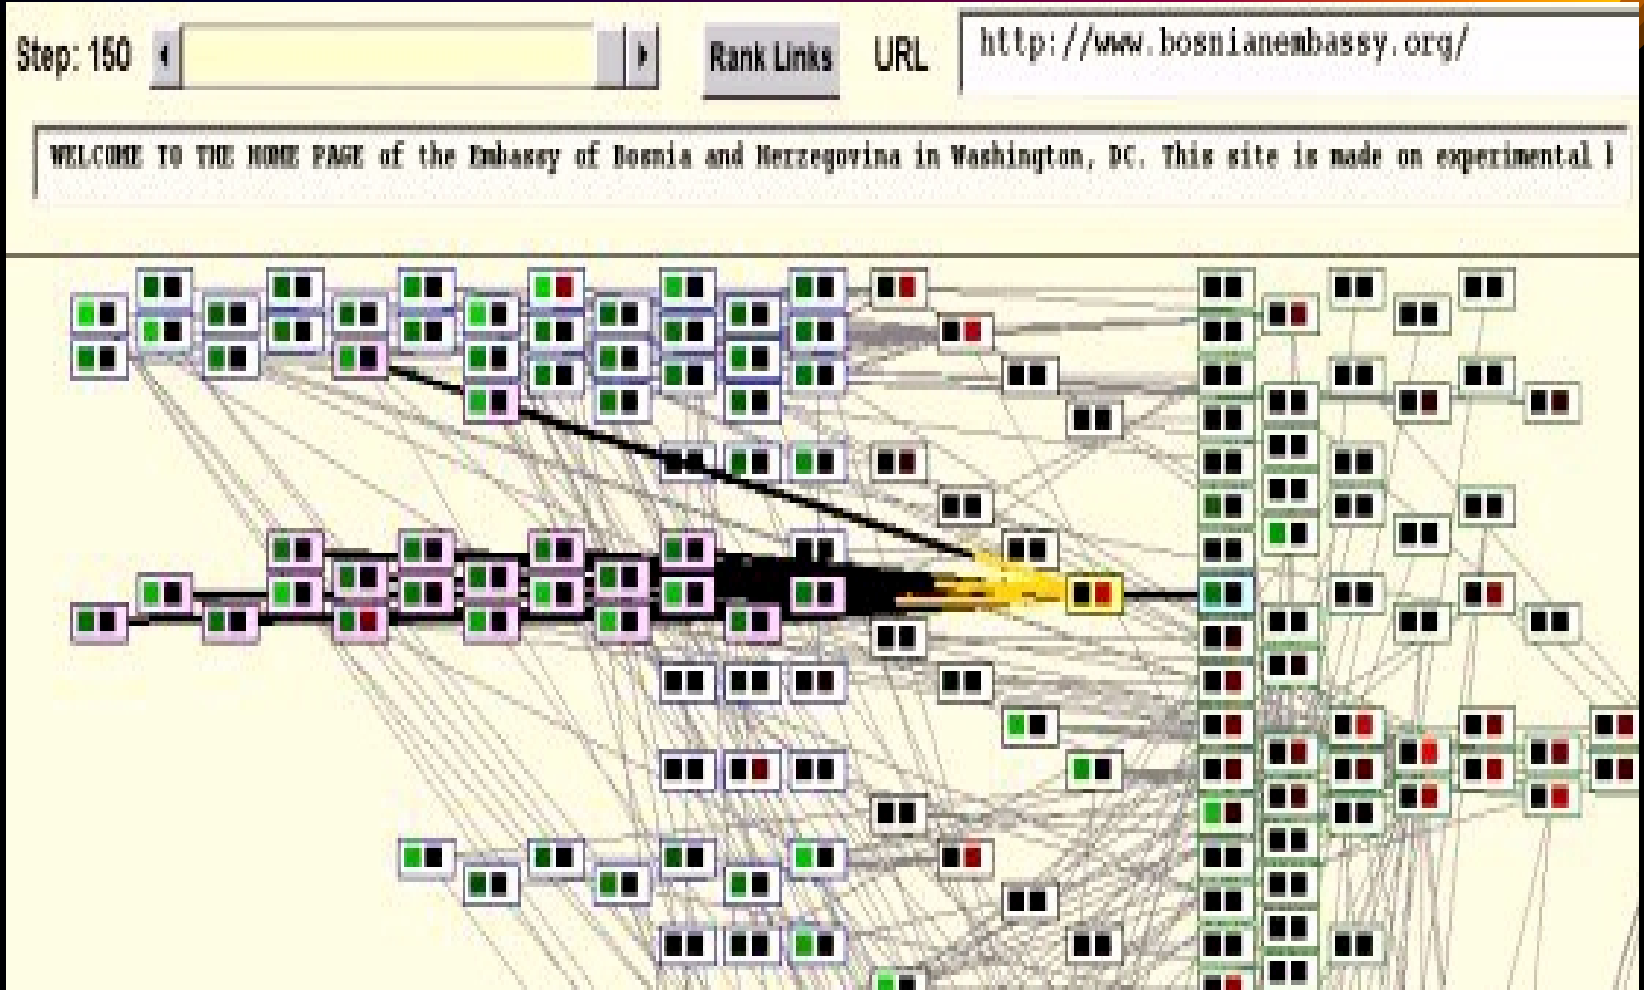 Step: 150
Rank Links
URL
http://www.bosnianembassy.org/
WELCOME TO THE HOME PAGE of the Embassy of Bosnia and Herzegovina in Washington, DC. This site is made on experimental